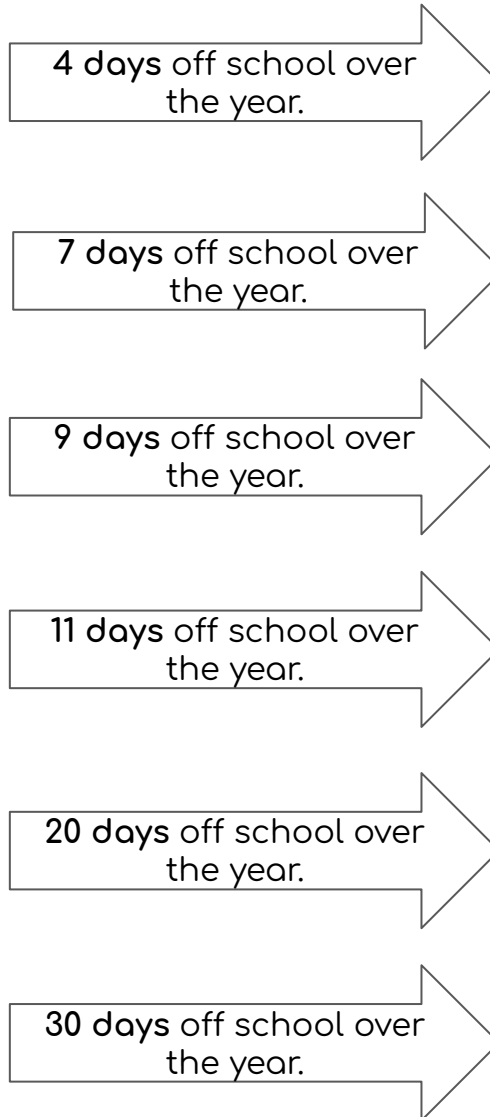 4 days off school over
the year.
7 days off school over
the year.
9 days off school over
the year.
11 days off school over
the year.
20 days off school over
the year.
30 days off school over
the year.